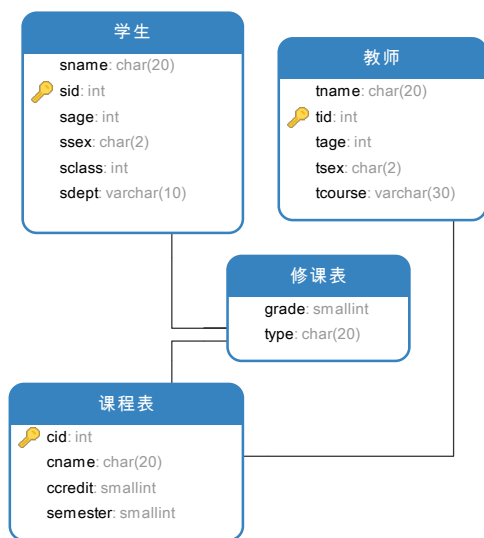 学生
sname: char(20)
sid: int
sage: int
ssex: char(2)
sclass: int
sdept: varchar(10)
教师
tname: char(20)
tid: int
tage: int
tsex: char(2)
tcourse: varchar(30)
修课表
grade: smallint
type: char(20)
课程表
cid: int
cname: char(20)
ccredit: smallint
semester: smallint